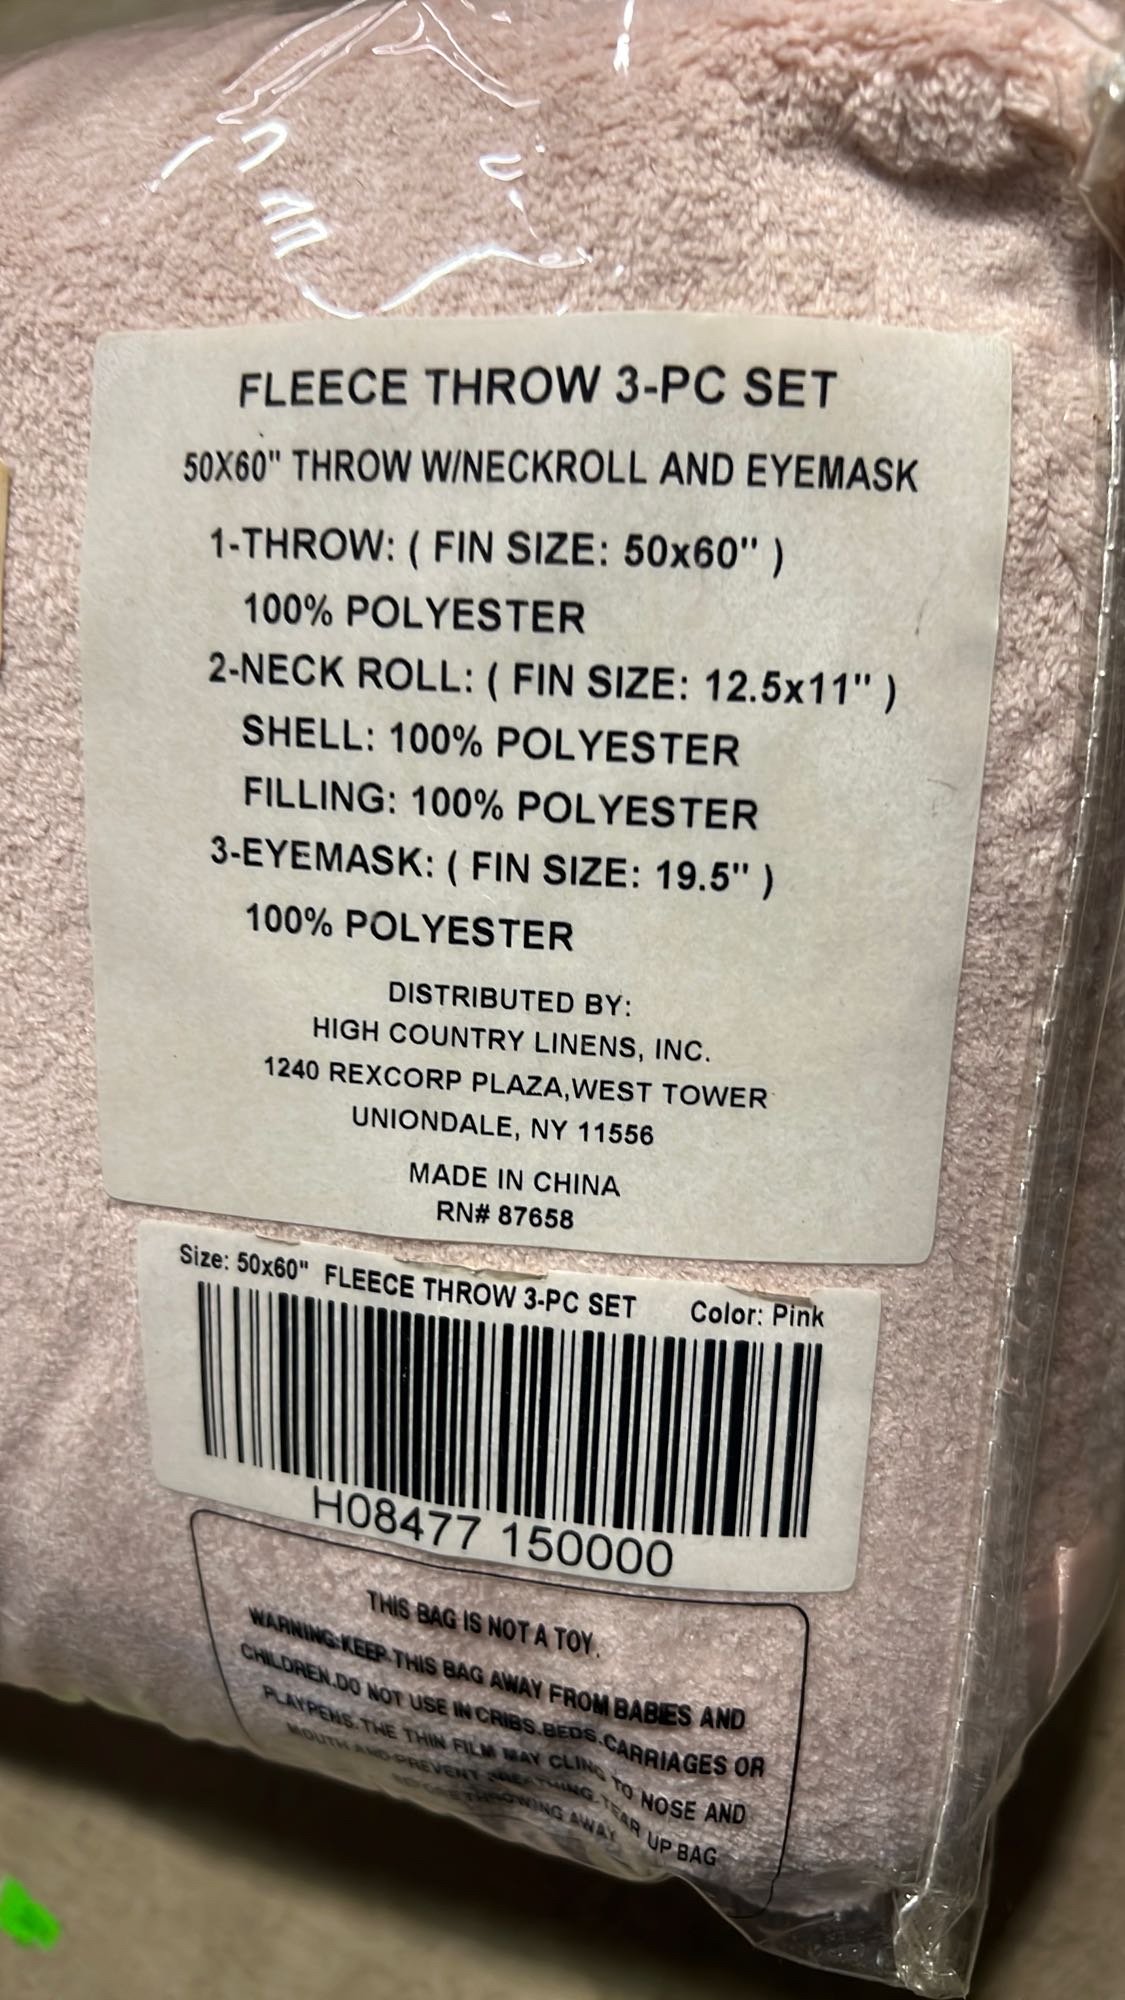 FLEECE THROW 3-PC SET
50X60" THROW W/NECKROLL AND EYEMASK
1-THROW: ( FIN SIZE: 50x60" )
100% POLYESTER
2-NECK ROLL: ( FIN SIZE: 12.5x11" )
SHELL: 100% POLYESTER
FILLING: 100% POLYESTER
3-EYEMASK: ( FIN SIZE: 19.5" )
100% POLYESTER
DISTRIBUTED BY:
HIGH COUNTRY LINENS, INC.
1240 REXCORP PLAZA,WEST TOWER
UNIONDALE, NY 11556
MADE IN CHINA
RN# 87658
Size: 50x60" FLEECE THROW 3-PC SET Color: Pink
H08477 150000
THIS BAG IS NOT A TOY.
WARNING:KEEP THIS BAG AWAY FROM BABIES AND
CHILDREN.DO NOT USE IN CRIBS.BEDS.CARRIAGES OR
PLAYPENS.THE THIN FILM MAY CLING TO NOSE AND
MOUTH AND PREVENT BREATHING.TEAR UP BAG
BEFORE THROWING AWAY